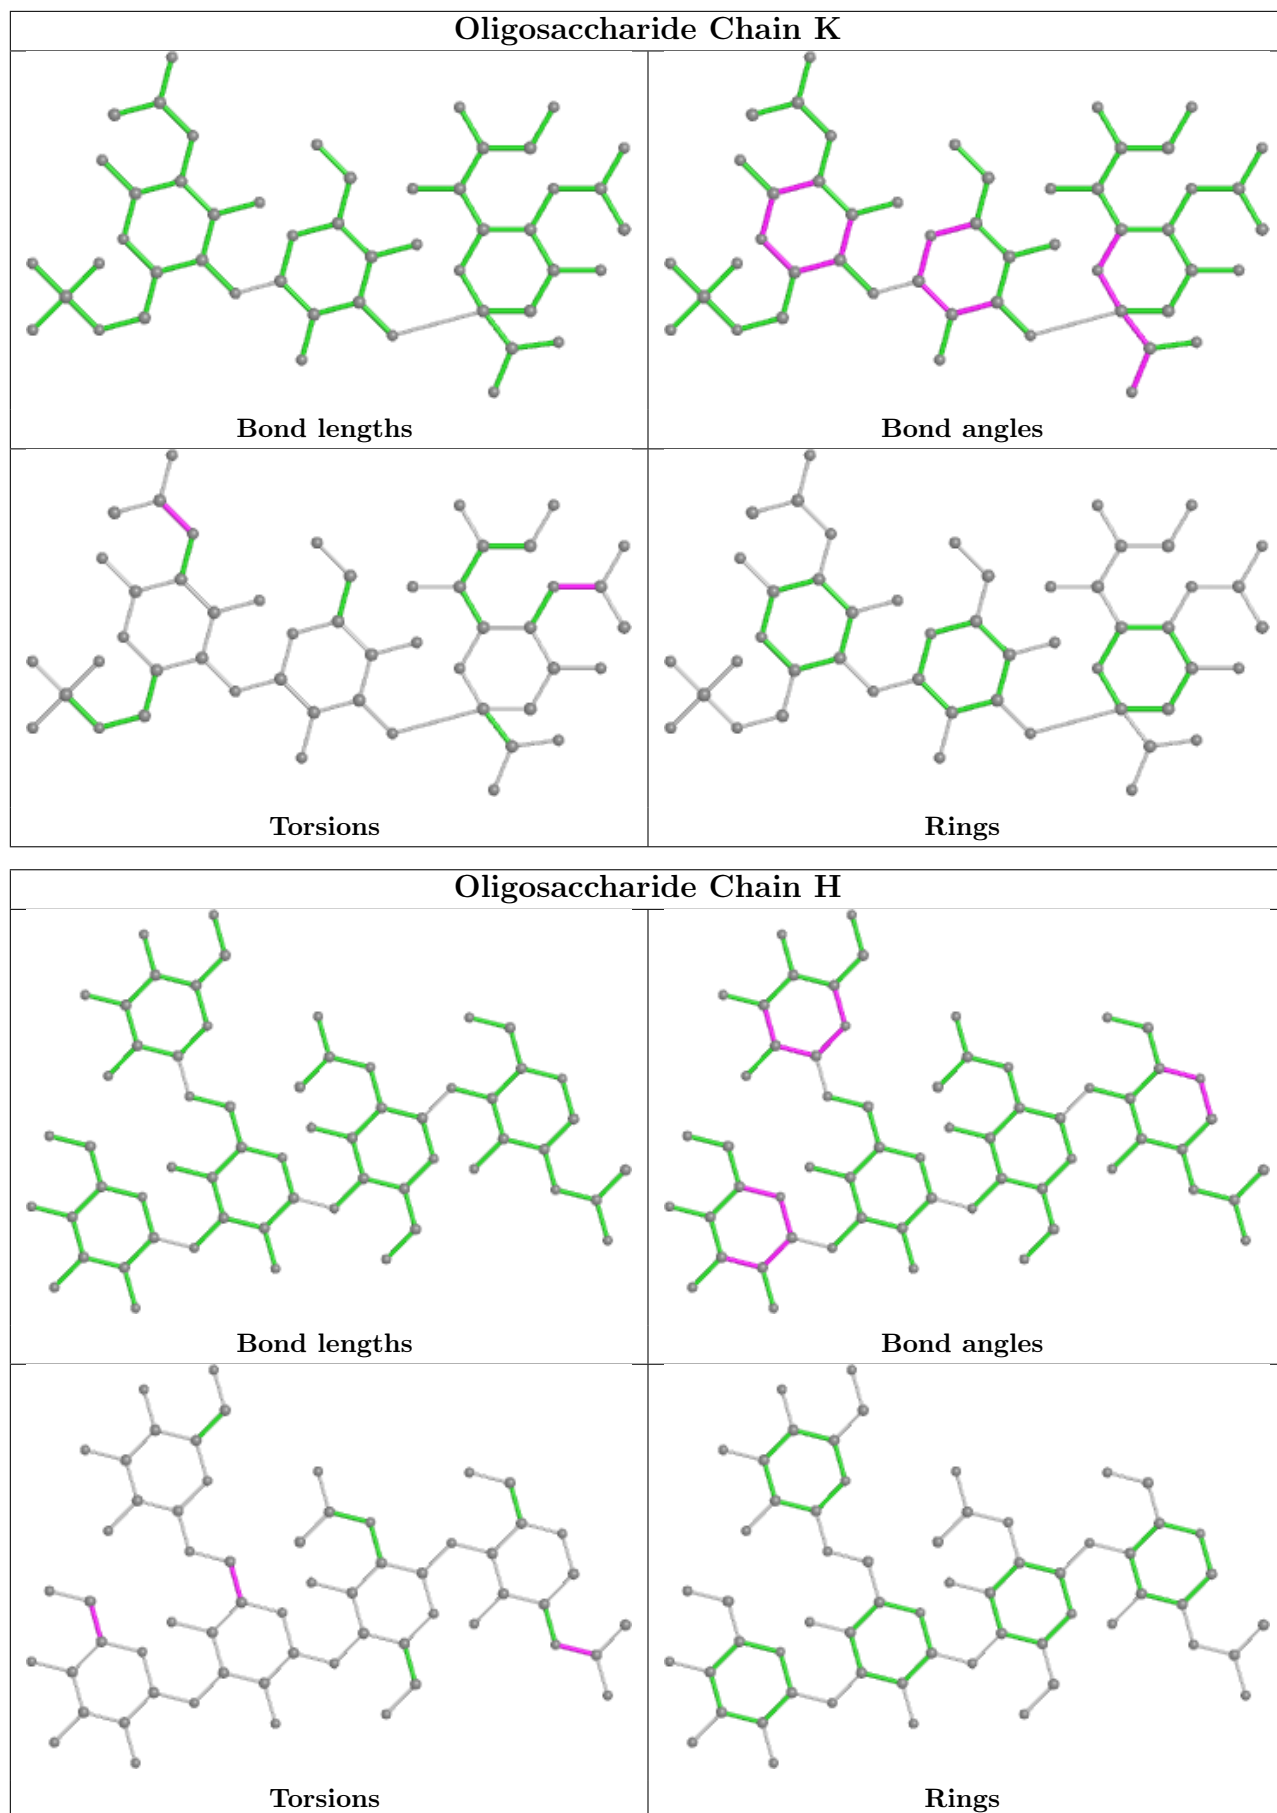 Oligosaccharide Chain K
Bond lengths
Bond angles
Torsions
Rings
Oligosaccharide Chain H
Bond lengths
Bond angles
Torsions
Rings